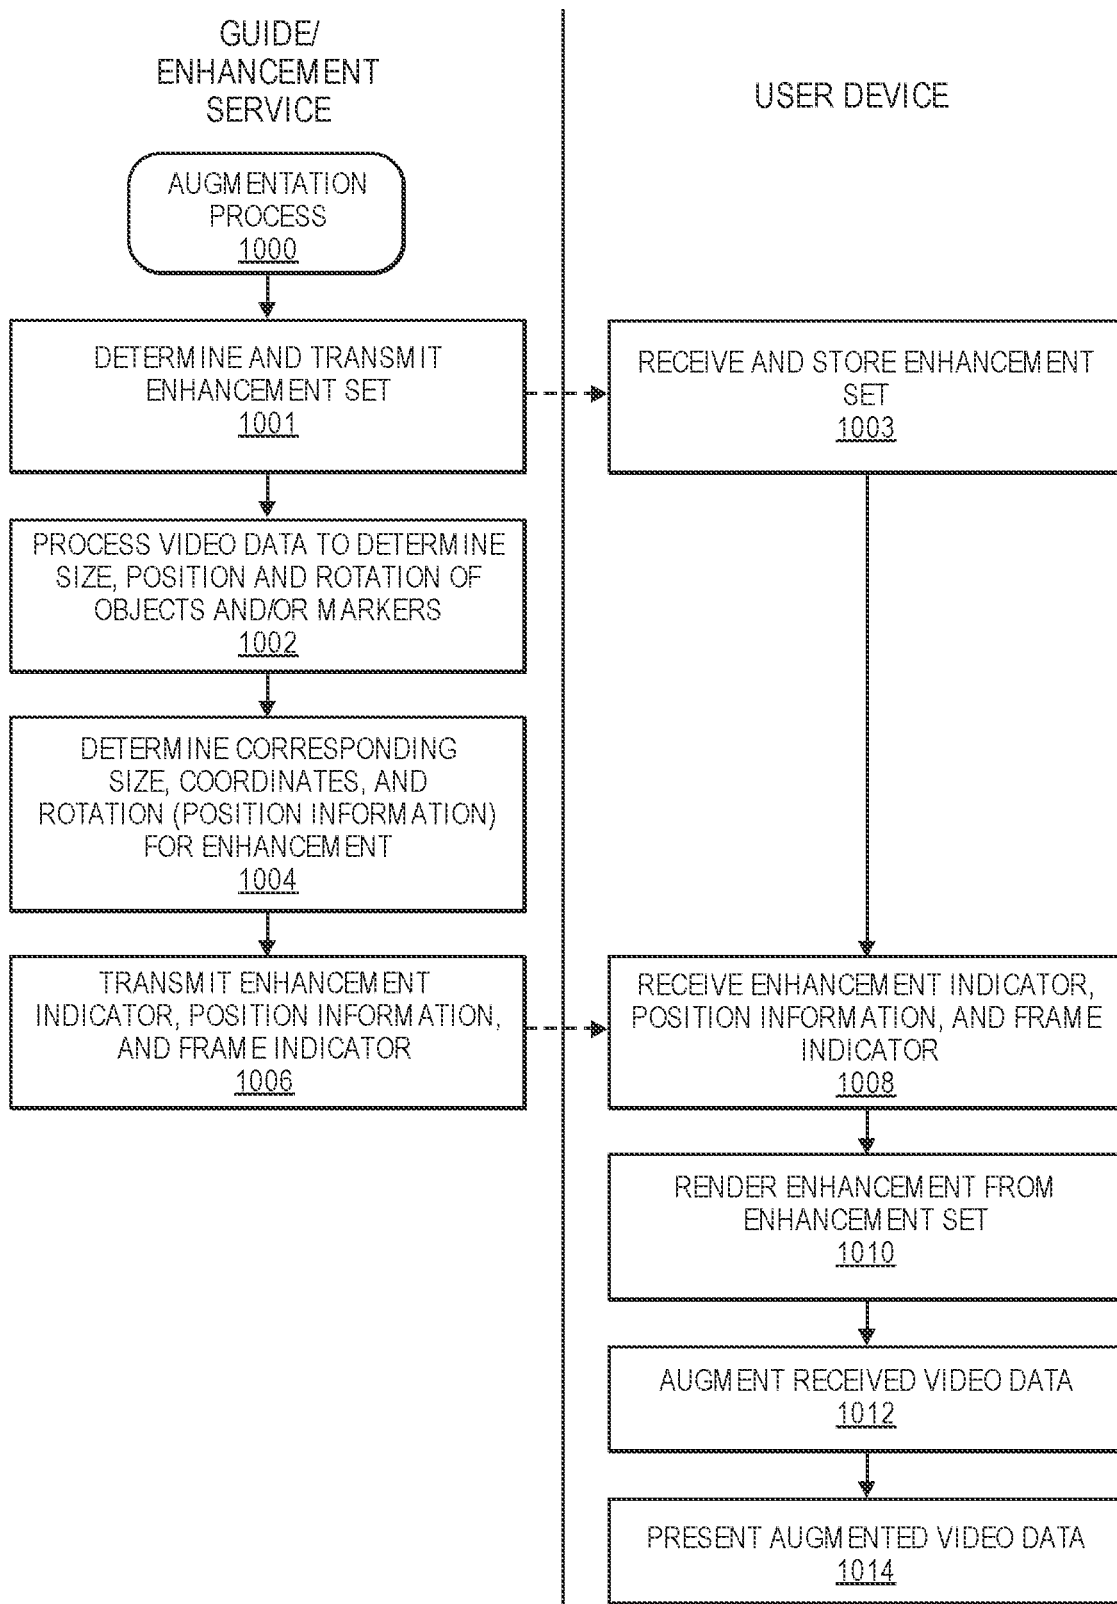 GUIDE/
ENHANCEMENT
SERVICE
USER DEVICE
AUGMENTATION
PROCESS
1000
DETERMINE AND TRANSMIT
ENHANCEMENT SET
1001
RECEIVE AND STORE ENHANCEMENT
SET
1003
PROCESS VIDEO DATA TO DETERMINE
SIZE, POSITION AND ROTATION OF
OBJECTS AND/OR MARKERS
1002
DETERMINE CORRESPONDING
SIZE, COORDINATES, AND
ROTATION (POSITION INFORMATION)
FOR ENHANCEMENT
1004
TRANSMIT ENHANCEMENT
INDICATOR, POSITION INFORMATION,
AND FRAME INDICATOR
1006
RECEIVE ENHANCEMENT INDICATOR,
POSITION INFORMATION, AND FRAME
INDICATOR
1008
RENDER ENHANCEMENT FROM
ENHANCEMENT SET
1010
AUGMENT RECEIVED VIDEO DATA
1012
PRESENT AUGMENTED VIDEO DATA
1014